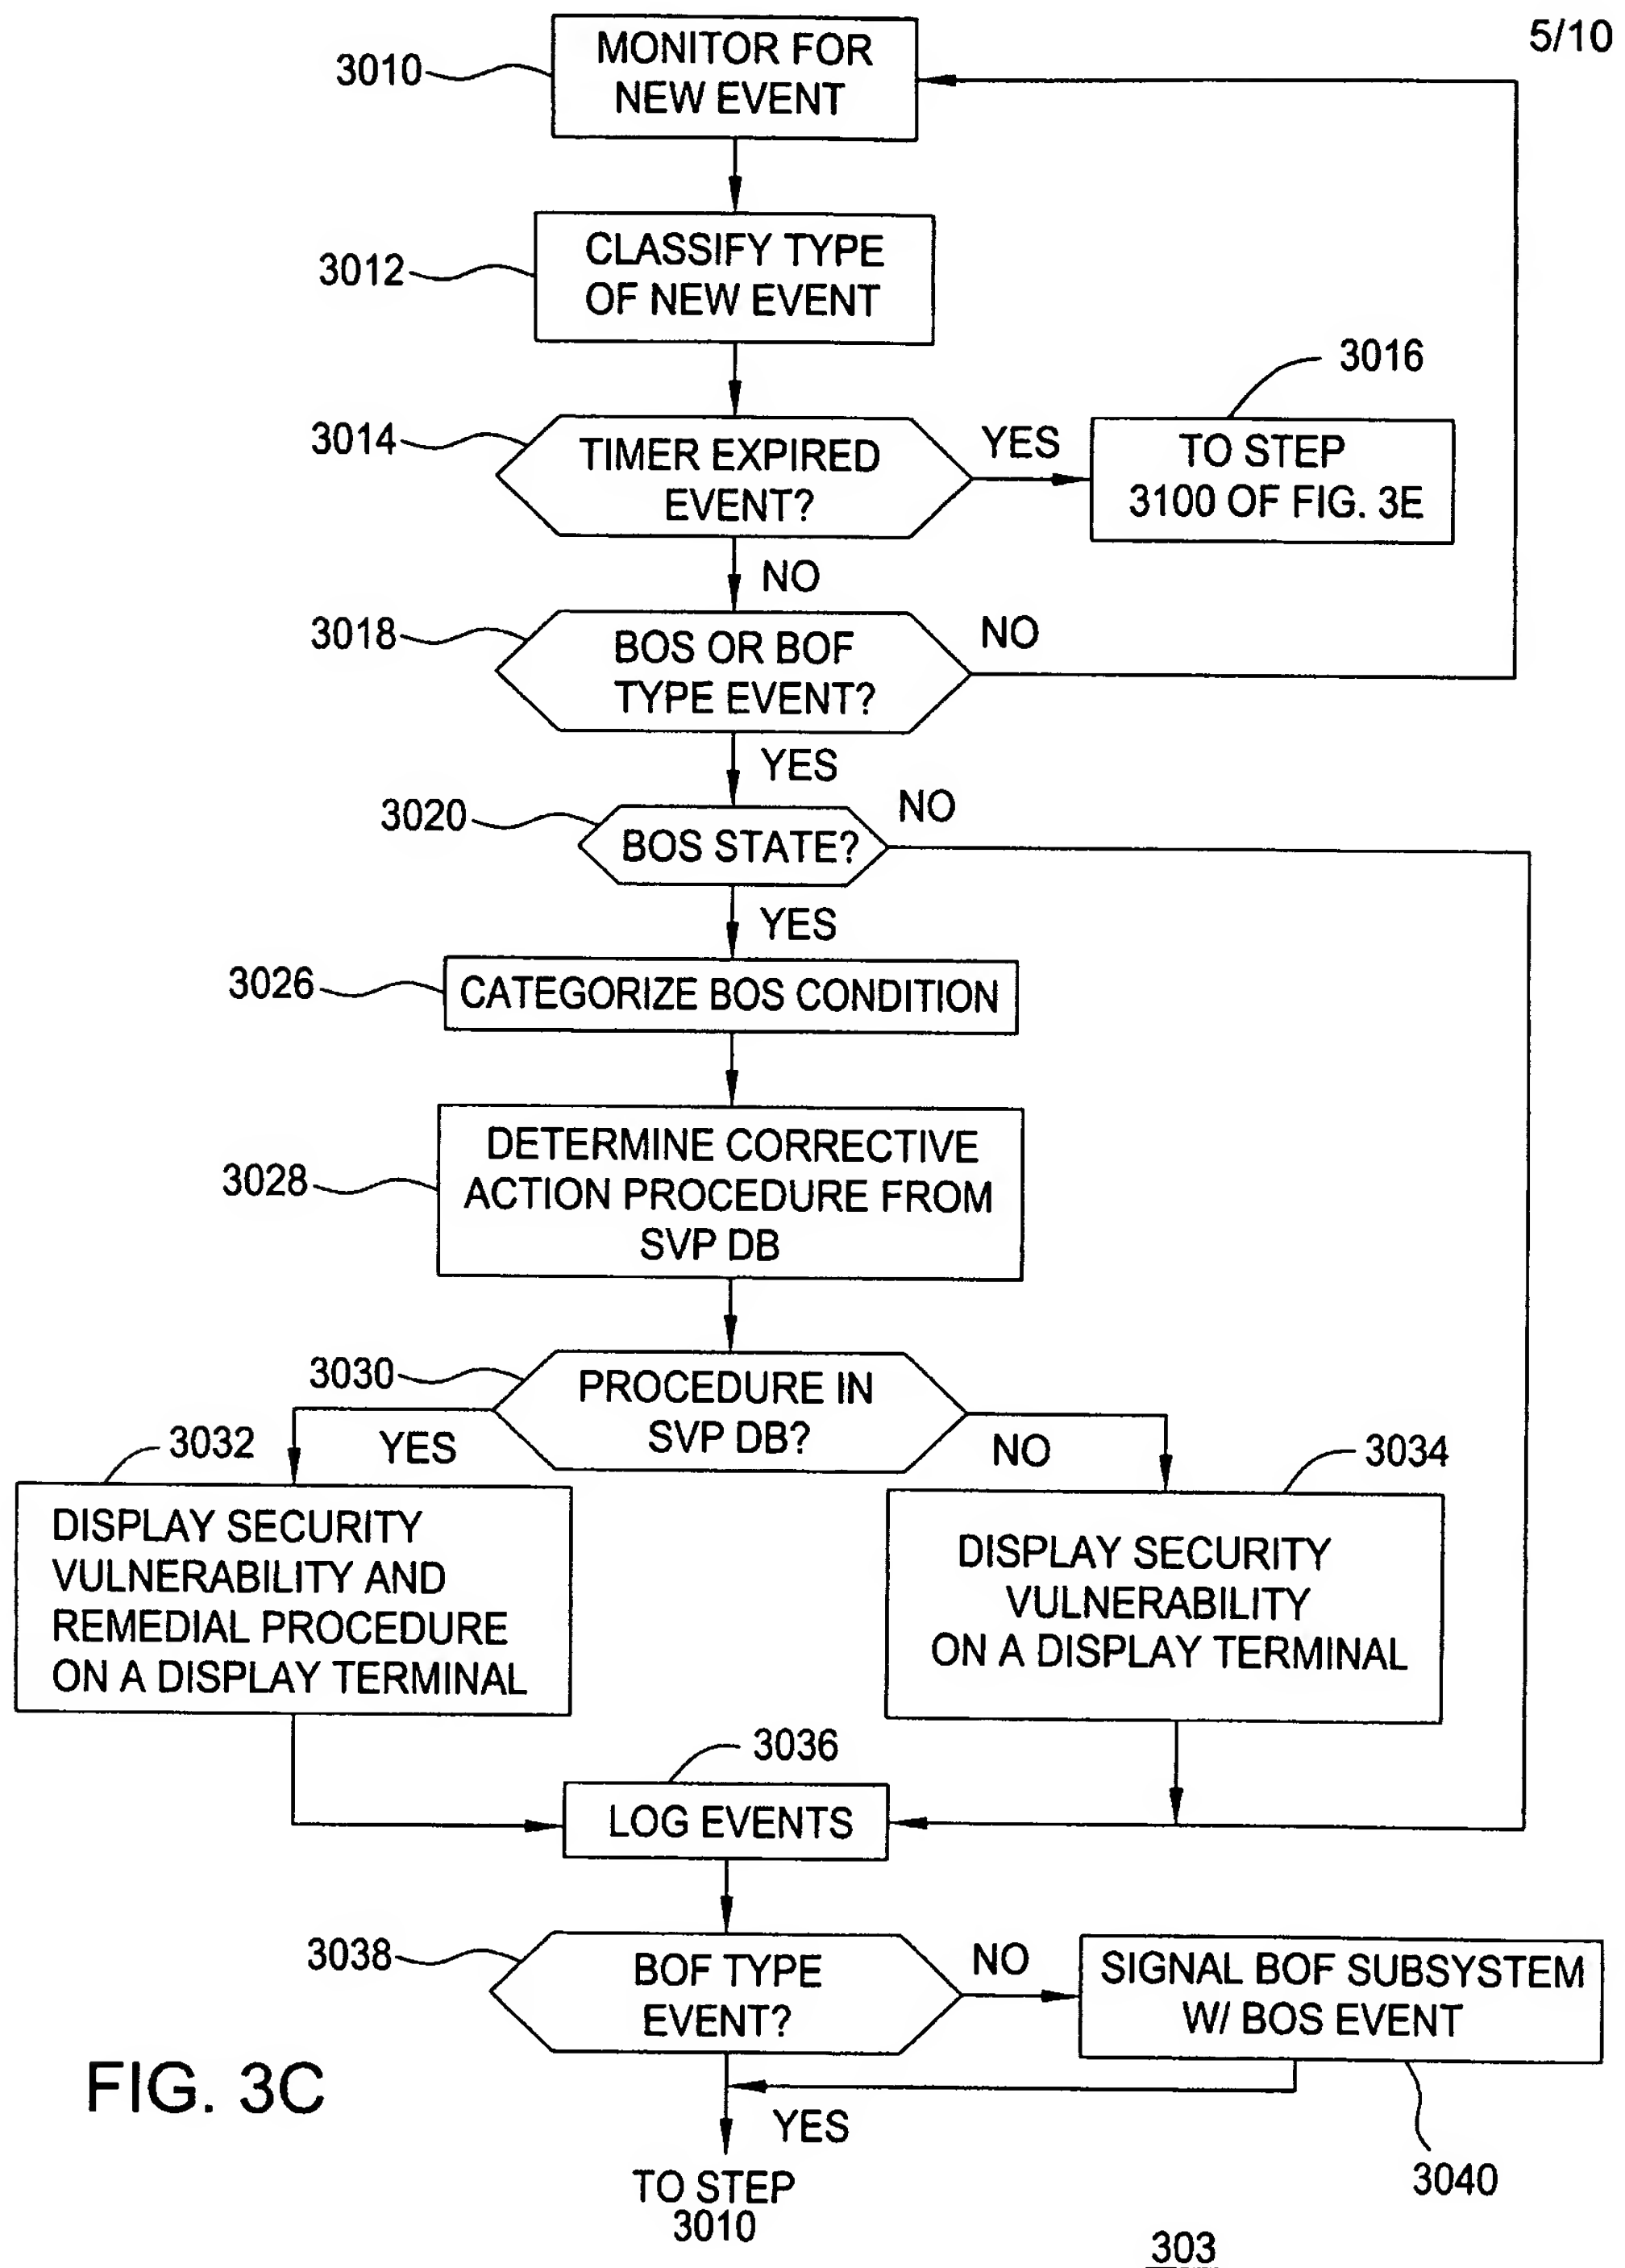 5/10
3010
MONITOR FOR
NEW EVENT
3012
CLASSIFY TYPE
OF NEW EVENT
3014
TIMER EXPIRED
EVENT?
YES
3016
TO STEP
3100 OF FIG. 3E
NO
3018
BOS OR BOF
TYPE EVENT?
NO
YES
3020
BOS STATE?
NO
YES
3026
CATEGORIZE BOS CONDITION
3028
DETERMINE CORRECTIVE
ACTION PROCEDURE FROM
SVP DB
3030
PROCEDURE IN
SVP DB?
YES
NO
3032
DISPLAY SECURITY
VULNERABILITY AND
REMEDIAL PROCEDURE
ON A DISPLAY TERMINAL
3034
DISPLAY SECURITY
VULNERABILITY
ON A DISPLAY TERMINAL
3036
LOG EVENTS
3038
BOF TYPE
EVENT?
NO
SIGNAL BOF SUBSYSTEM
W/ BOS EVENT
3040
YES
TO STEP
3010
FIG. 3C
303